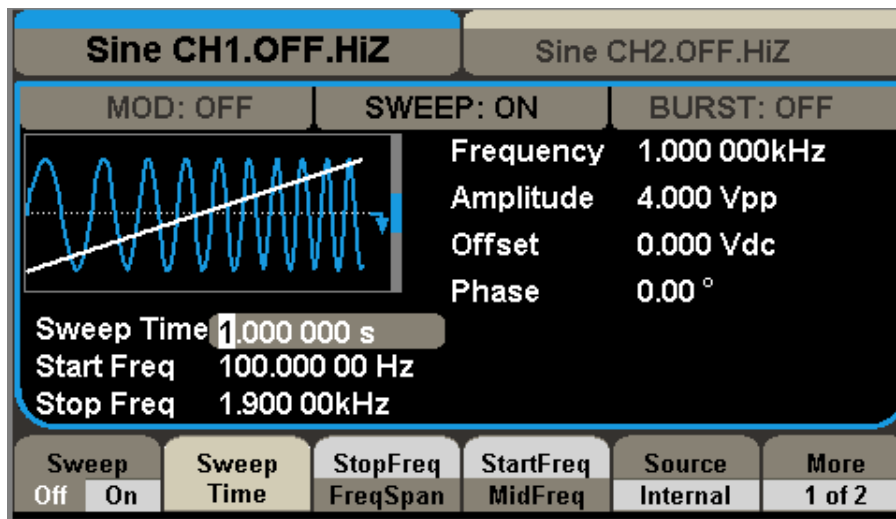 Sine CH1.OFF.HiZ
Sine CH2.OFF.HiZ
MOD: OFF
SWEEP: ON
BURST: OFF
Frequency 1.000 000kHz
Amplitude 4.000 Vpp
Offset 0.000 Vdc
Phase 0.00 °
Sweep Time 1.000 000 s
Start Freq 100.000 00 Hz
Stop Freq 1.900 00kHz
Sweep
Off On
Sweep
Time
StopFreq
FreqSpan
StartFreq
MidFreq
Source
Internal
More
1 of 2